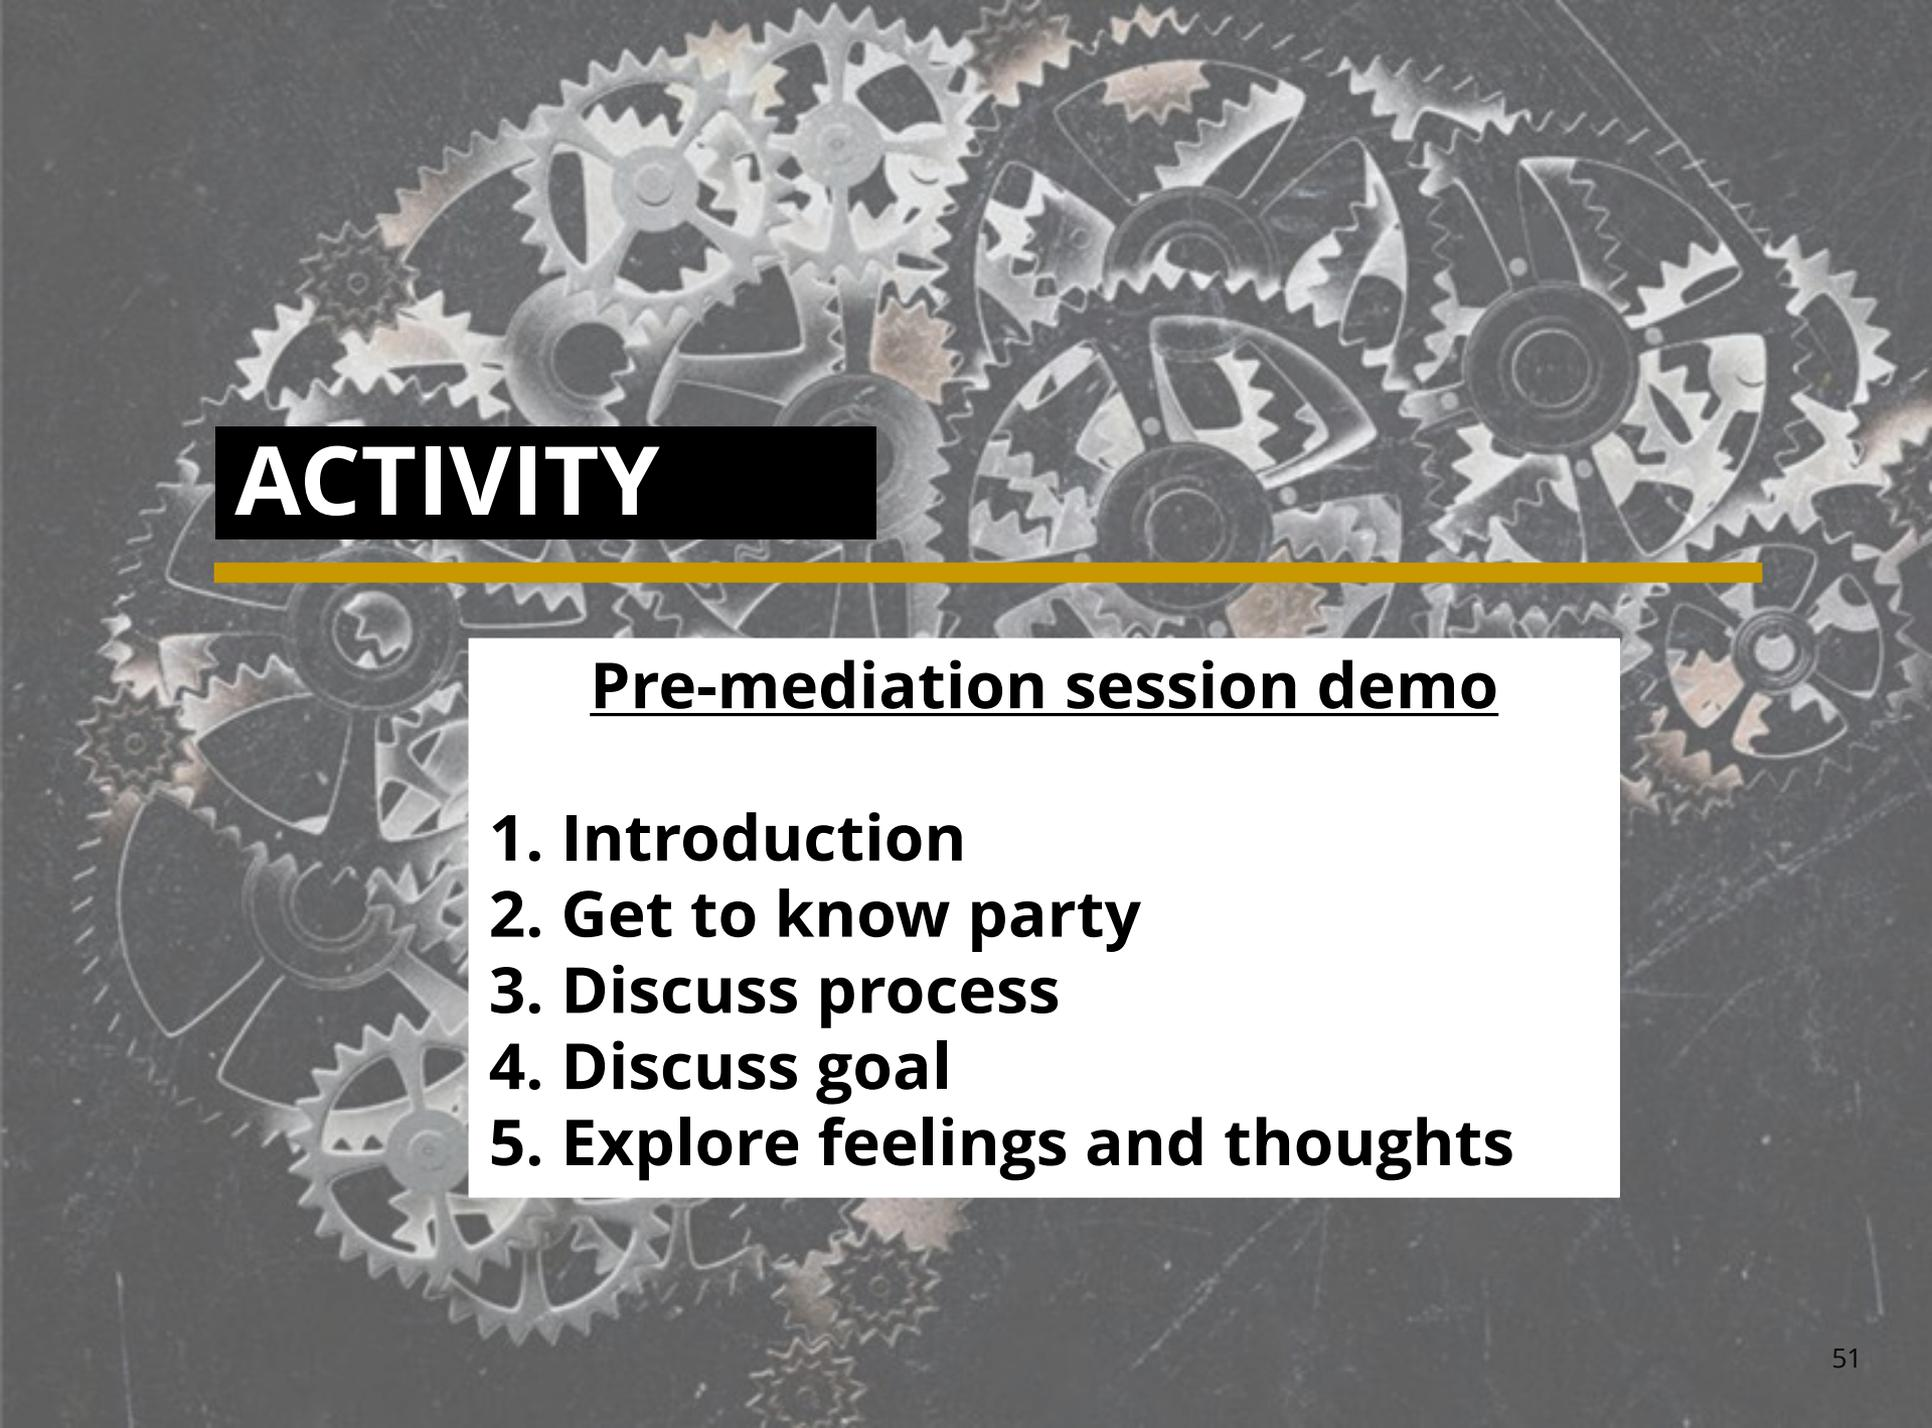 ACTIVITY
Pre-mediation session demo
1. Introduction
2. Get to know party
3. Discuss process
4. Discuss goal
5. Explore feelings and thoughts
51